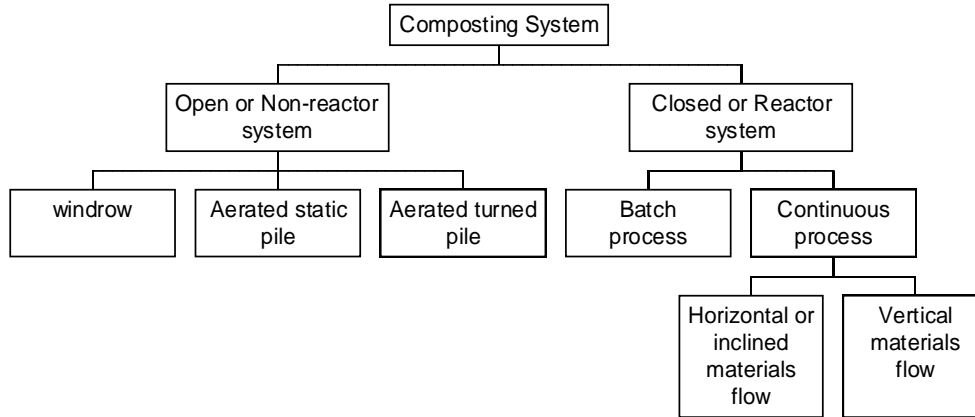 Composting System
Open or Non-reactor
system
Closed or Reactor
system
windrow
Aerated static
pile
Aerated turned
pile
Batch
process
Continuous
process
Horizontal or
inclined
materials
flow
Vertical
materials
flow